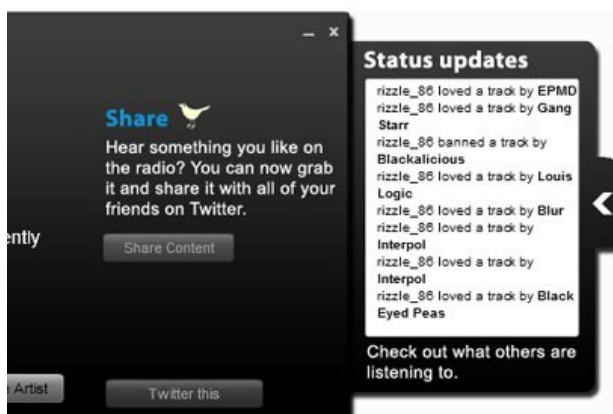 Share
Hear something you like on
the radio? You can now grab
it and share it with all of your
friends on Twitter.
Share Content
Artist
Twitter this
Status updates
rizzle_86 loved a track by EPMD
rizzle_86 loved a track by Gang
Starr
rizzle_86 banned a track by
Blackalicious
rizzle_86 loved a track by Louis
Logic
rizzle_86 loved a track by Blur
rizzle_86 loved a track by
Interpol
rizzle_86 loved a track by
Interpol
rizzle_86 loved a track by Black
Eyed Peas
Check out what others are
listening to.